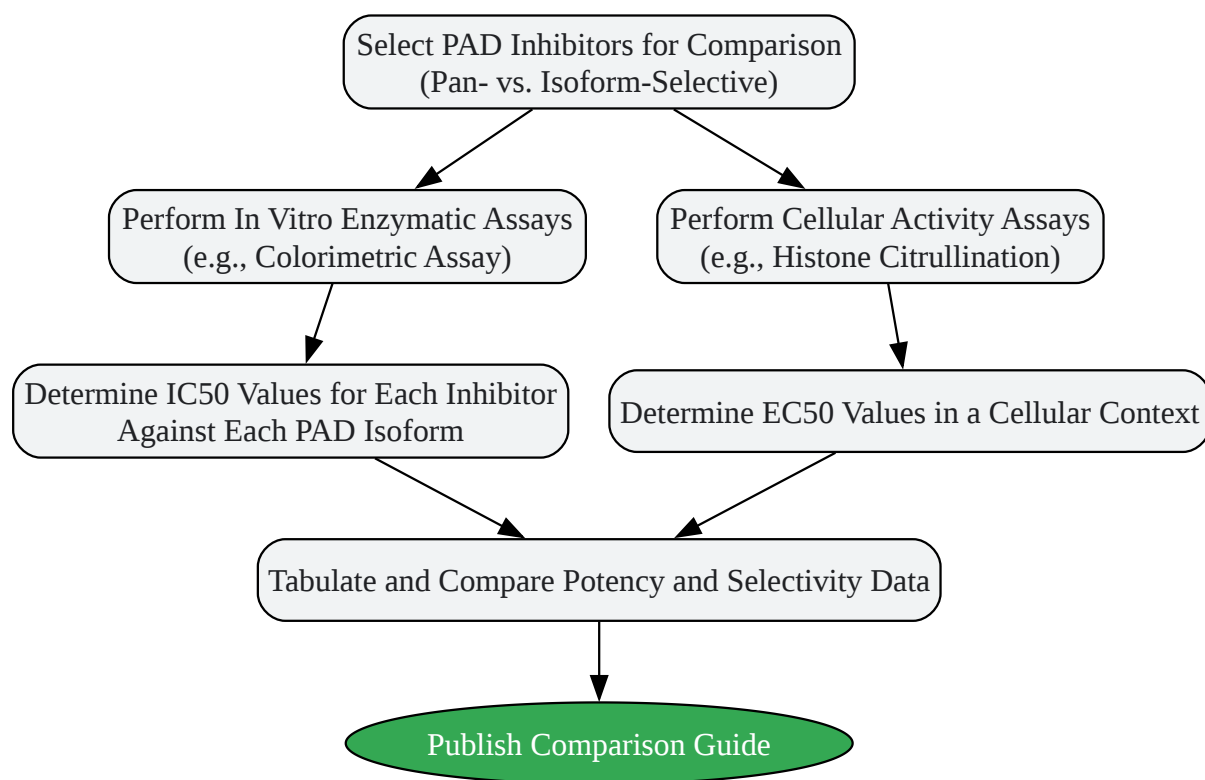 Select PAD Inhibitors for Comparison
(Pan- vs. Isoform-Selective)
Perform In Vitro Enzymatic Assays
(e.g., Colorimetric Assay)
Perform Cellular Activity Assays
(e.g., Histone Citrullination)
Determine IC50 Values for Each Inhibitor
Against Each PAD Isoform
Determine EC50 Values in a Cellular Context
Tabulate and Compare Potency and Selectivity Data
Publish Comparison Guide